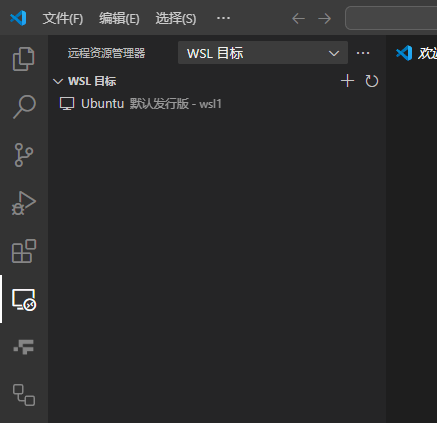 文件(F) 编辑(E) 选择(S) ···
远程资源管理器 WSL 目标 ···
WSL 目标
Ubuntu 默认发行版 - wsl1